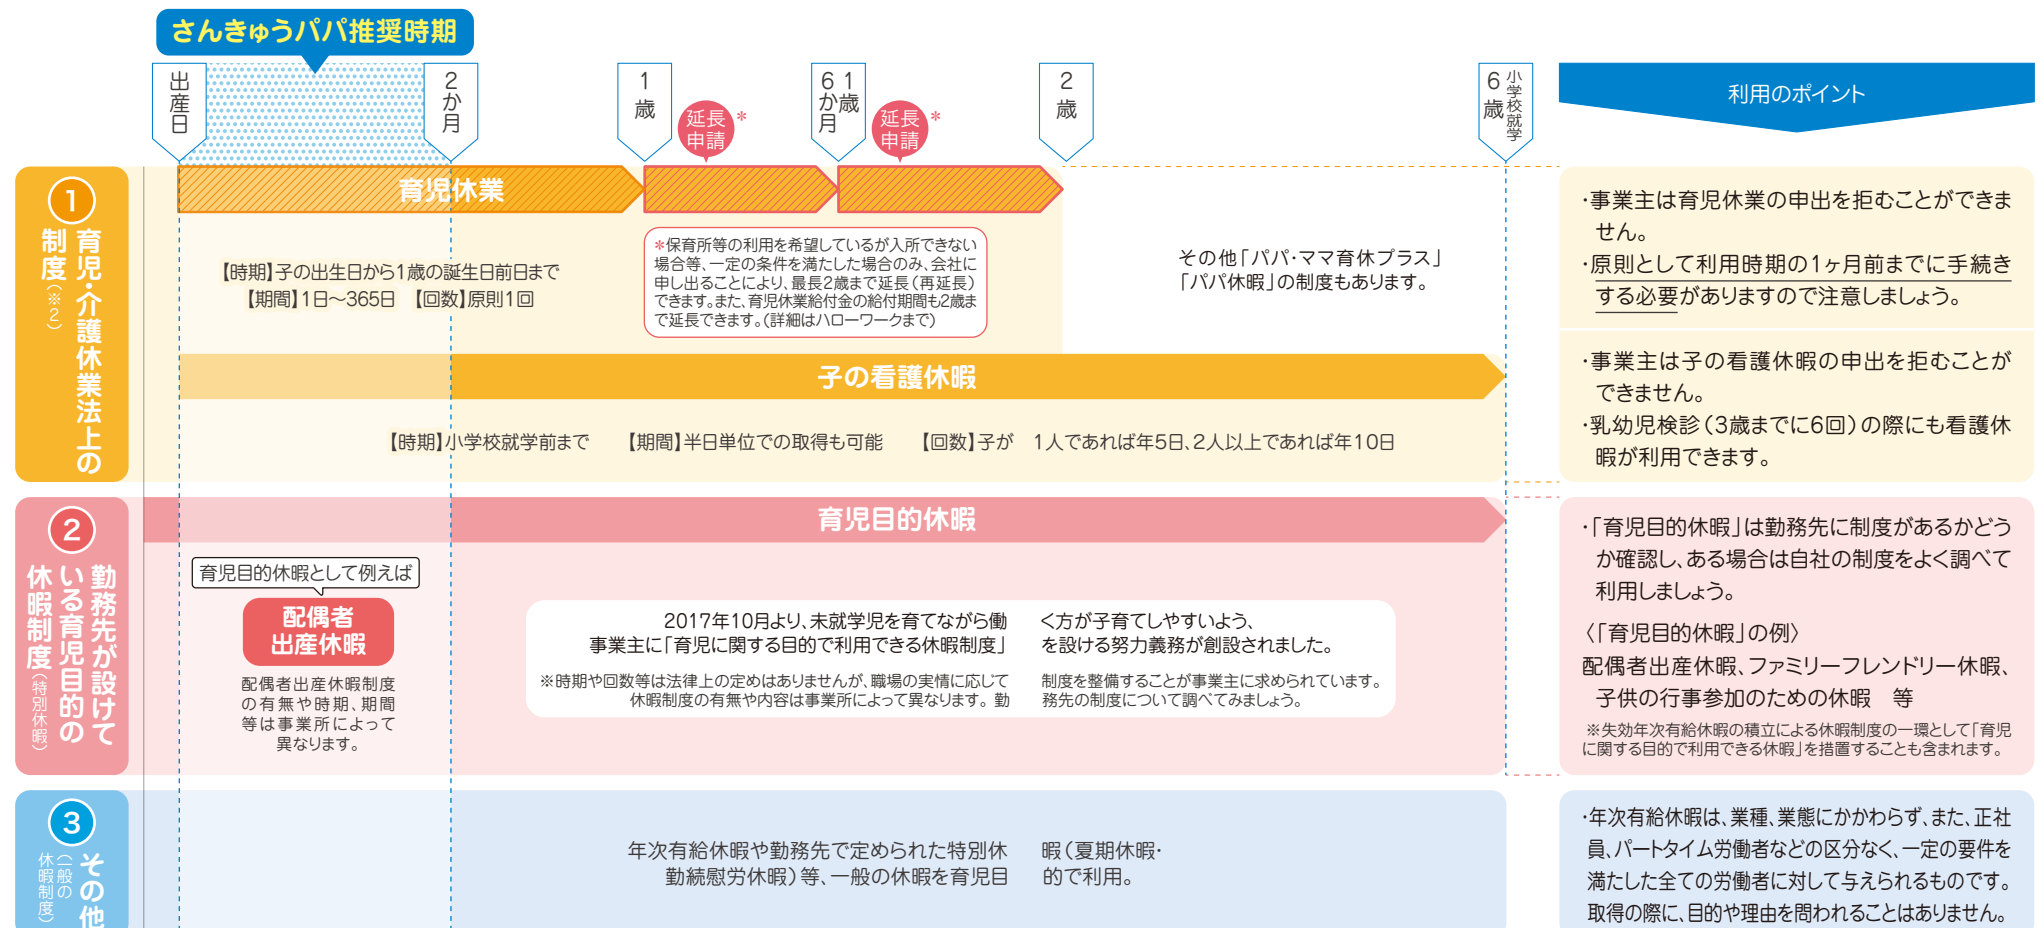 さんきゅうパパ推奨時期
出産日
2か月
1歳
延長
申請
*
1歳
6か月
延長
申請
*
2歳
小学校就学
6歳
利用のポイント
1
育児・介護休業法上の
制度(※2)
育児休業
【時期】子の出生日から1歳の誕生日前日まで
【期間】1日〜365日 【回数】原則1回
*保育所等の利用を希望しているが入所できない
場合等、一定の条件を満たした場合のみ、会社に
申し出ることにより、最長2歳まで延長(再延長)
できます。また、育児休業給付金の給付期間も2歳ま
で延長できます。(詳細はハローワークまで)
その他「パパ・ママ育休プラス」
「パパ休暇」の制度もあります。
・事業主は育児休業の申出を拒むことができま
せん。
・原則として利用時期の1ヶ月前までに手続き
する必要がありますので注意しましょう。
子の看護休暇
【時期】小学校就学前まで 【期間】半日単位での取得も可能 【回数】子が 1人であれば年5日、2人以上であれば年10日
・事業主は子の看護休暇の申出を拒むことが
できません。
・乳幼児検診(3歳までに6回)の際にも看護休
暇が利用できます。
2
勤務先が設けて
いる育児目的の
休暇制度(特別休暇)
育児目的休暇
育児目的休暇として例えば
配偶者
出産休暇
配偶者出産休暇制度
の有無や時期、期間
等は事業所によって
異なります。
2017年10月より、未就学児を育てながら働 く方が子育てしやすいよう、
事業主に「育児に関する目的で利用できる休暇制度」 を設ける努力義務が創設されました。
※時期や回数等は法律上の定めはありませんが、職場の実情に応じて 制度を整備することが事業主に求められています。
休暇制度の有無や内容は事業所によって異なります。勤 務先の制度について調べてみましょう。
・「育児目的休暇」は勤務先に制度があるかどう
か確認し、ある場合は自社の制度をよく調べて
利用しましょう。
〈「育児目的休暇」の例〉
配偶者出産休暇、ファミリーフレンドリー休暇、
子供の行事参加のための休暇 等
※失効年次有給休暇の積立による休暇制度の一環として「育児
に関する目的で利用できる休暇」を措置することも含まれます。
3
その他
(一般の
休暇制度)
年次有給休暇や勤務先で定められた特別休 暇(夏期休暇・
勤続慰労休暇)等、一般の休暇を育児目 的で利用。
・年次有給休暇は、業種、業態にかかわらず、また、正社
員、パートタイム労働者などの区分なく、一定の要件を
満たした全ての労働者に対して与えられるものです。
取得の際に、目的や理由を問われることはありません。